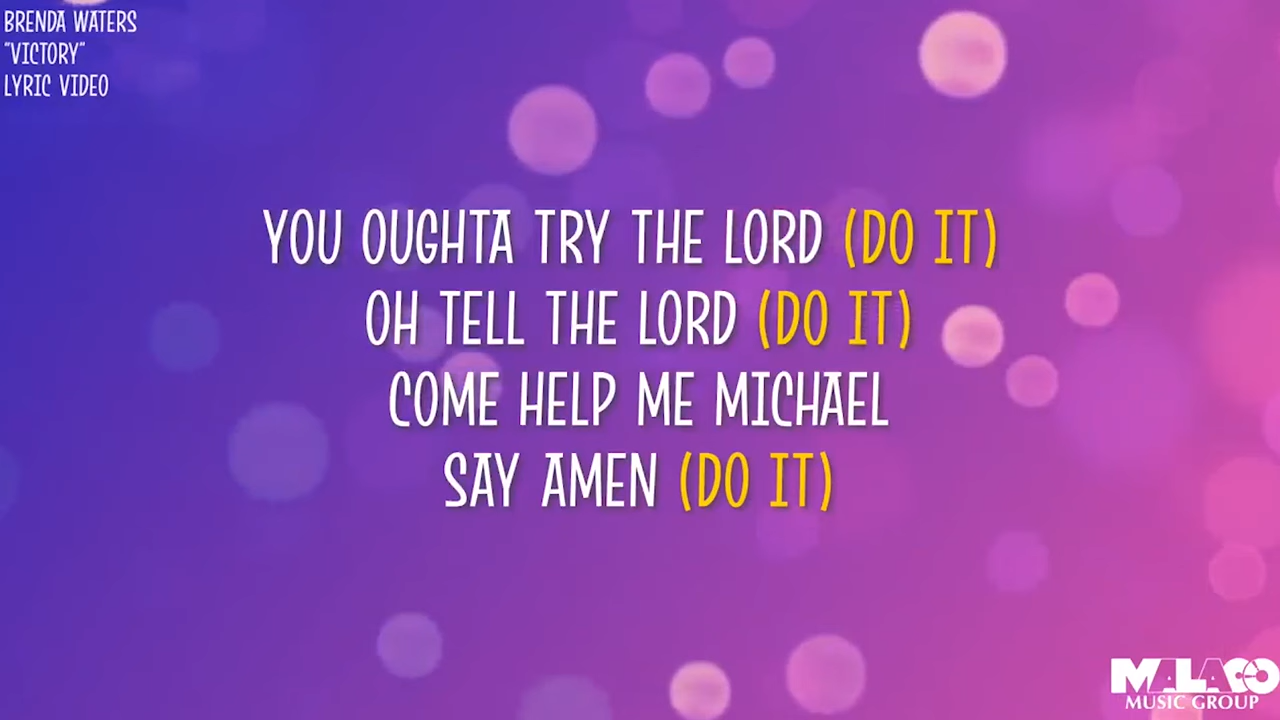 BRENDA WATERS
"VICTORY"
LYRIC VIDEO
YOU OUGHTA TRY THE LORD (DO IT)
OH TELL THE LORD (DO IT)
COME HELP ME MICHAEL
SAY AMEN (DO IT)
MALACO
MUSIC GROUP